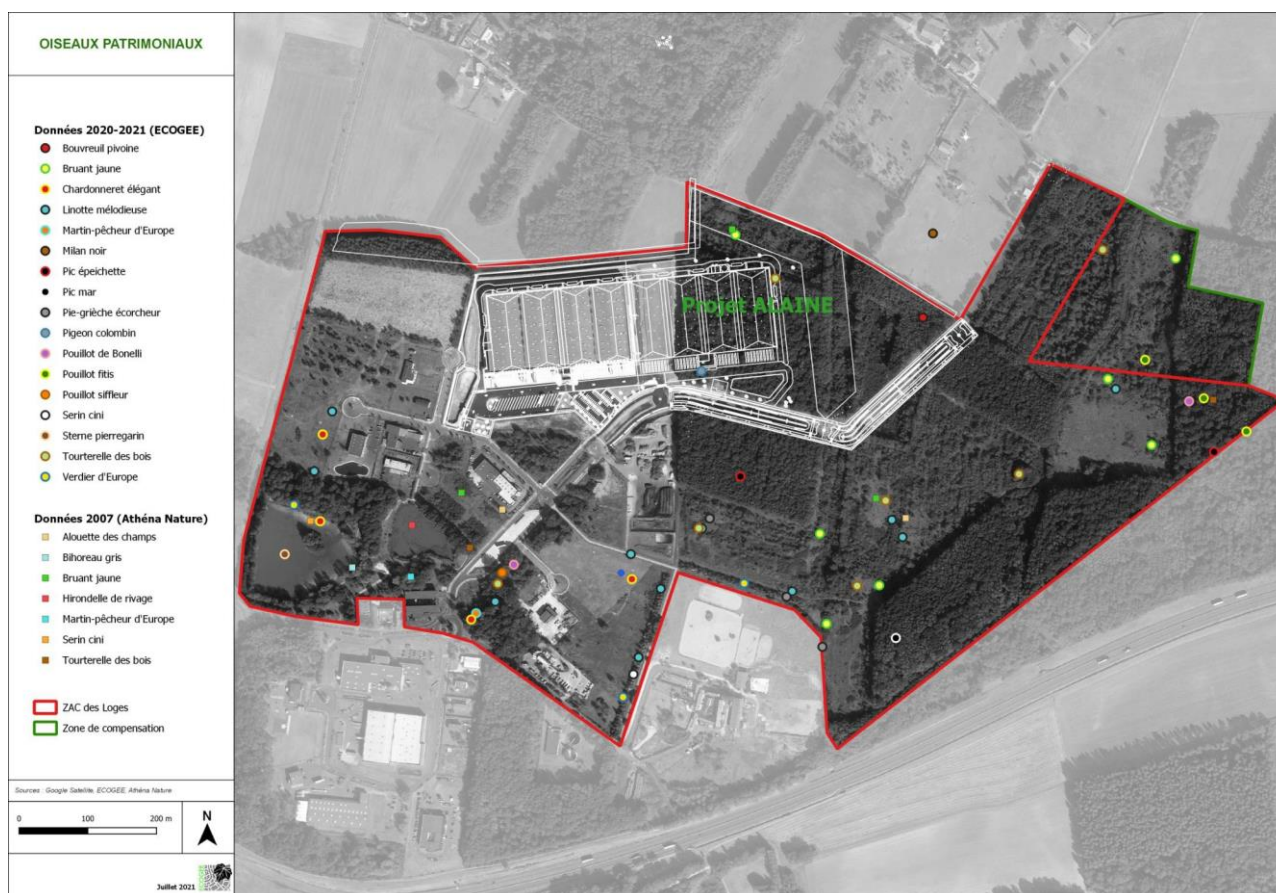 OISEAUX PATRIMONIAUX
Données 2020-2021 (ECOGEE)
Bouvreuil pivoine
Bruant jaune
Chardonneret élégant
Linotte mélodieuse
Martin-pêcheur d'Europe
Milan noir
Pic épeichette
Pic mar
Pie-grièche écorcheur
Pigeon colombin
Pouillot de Bonelli
Pouillot fitis
Pouillot siffleur
Serin cini
Sterne pierregarin
Tourterelle des bois
Verdier d'Europe
Données 2007 (Athéna Nature)
Alouette des champs
Bihoreau gris
Bruant jaune
Hirondelle de rivage
Martin-pêcheur d'Europe
Serin cini
Tourterelle des bois
ZAC des Loges
Zone de compensation
Sources : Google Satellite, ECOGEE, Athéna Nature
0 100 200 m
N
Juillet 2021
ECOGEE
Projet ALAINE